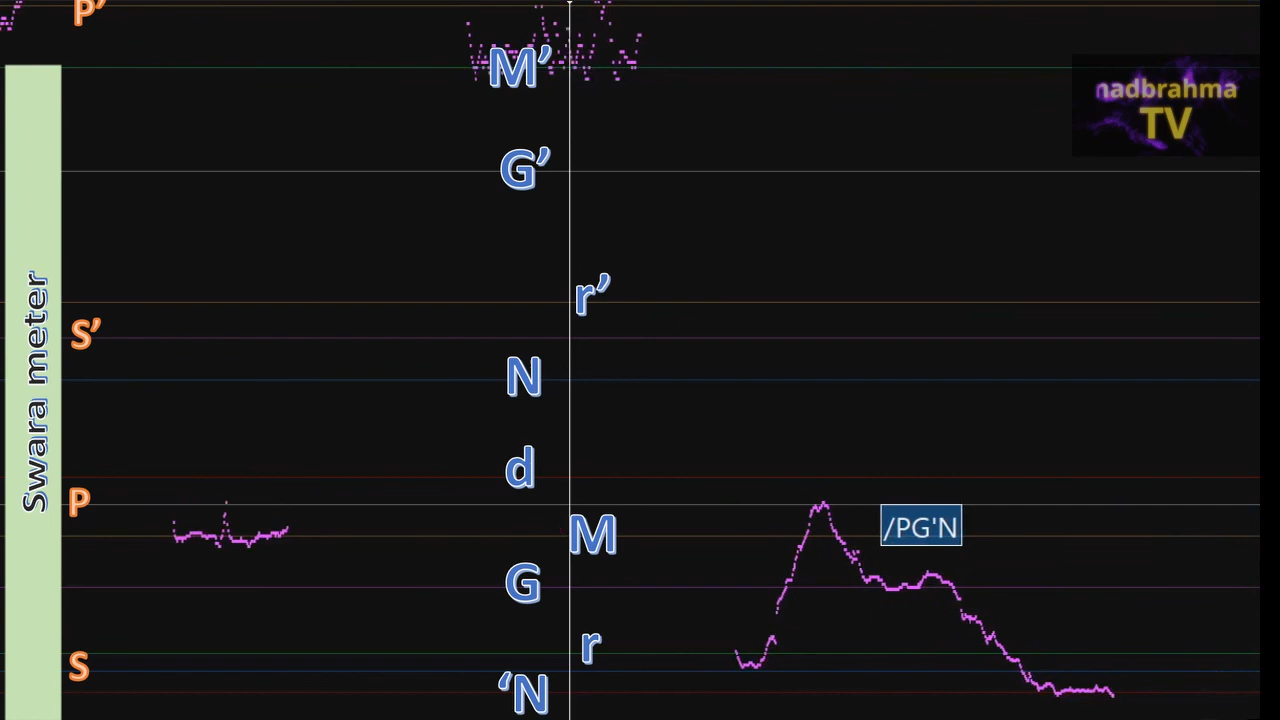 P’
M’
nadbrahma
TV
G’
r’
Swara meter
S’
N
d
P
M
/PG'N
G
r
S
‘N